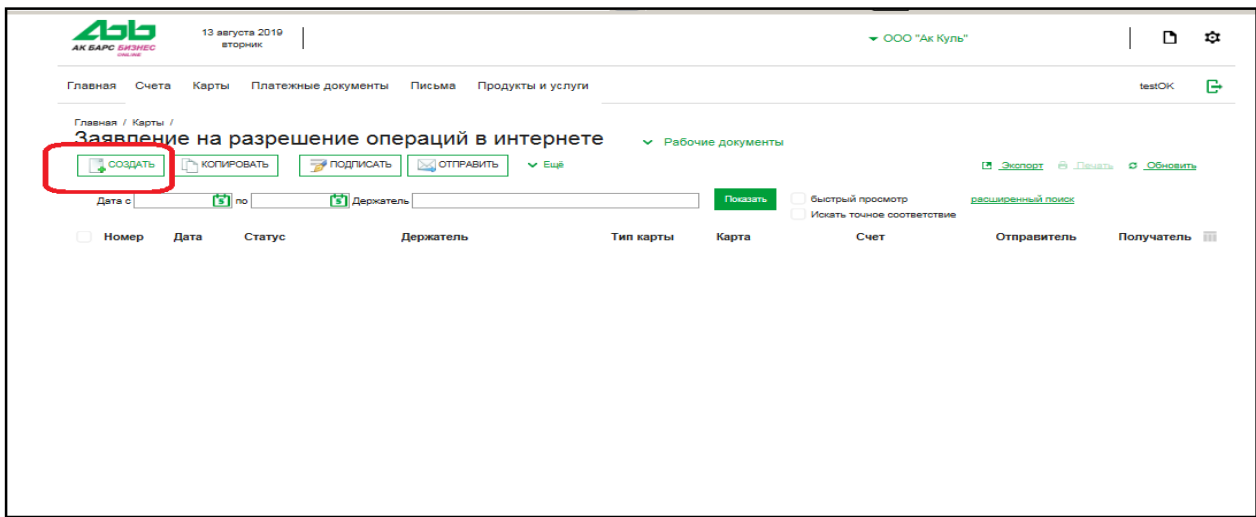 Абб
АК БАРС БИЗНЕС
ONLINE
13 августа 2019
вторник
ООО "Ак Куль"
Главная Счета Карты Платежные документы Письма Продукты и услуги
testOK
Главная / Карты /
Заявление на разрешение операций в интернете
Рабочие документы
СОЗДАТЬ КОПИРОВАТЬ ПОДПИСАТЬ ОТПРАВИТЬ Ещё
Экспорт Печать Обновить
Дата с 5 по 5 Держатель Показать быстрый просмотр расширенный поиск
Искать точное соответствие
Номер Дата Статус Держатель Тип карты Карта Счет Отправитель Получатель